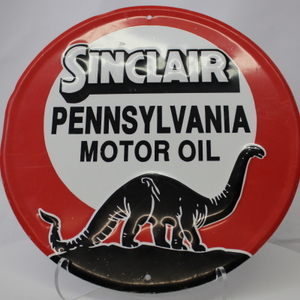 SINCLAIR
PENNSYLVANIA
MOTOR OIL